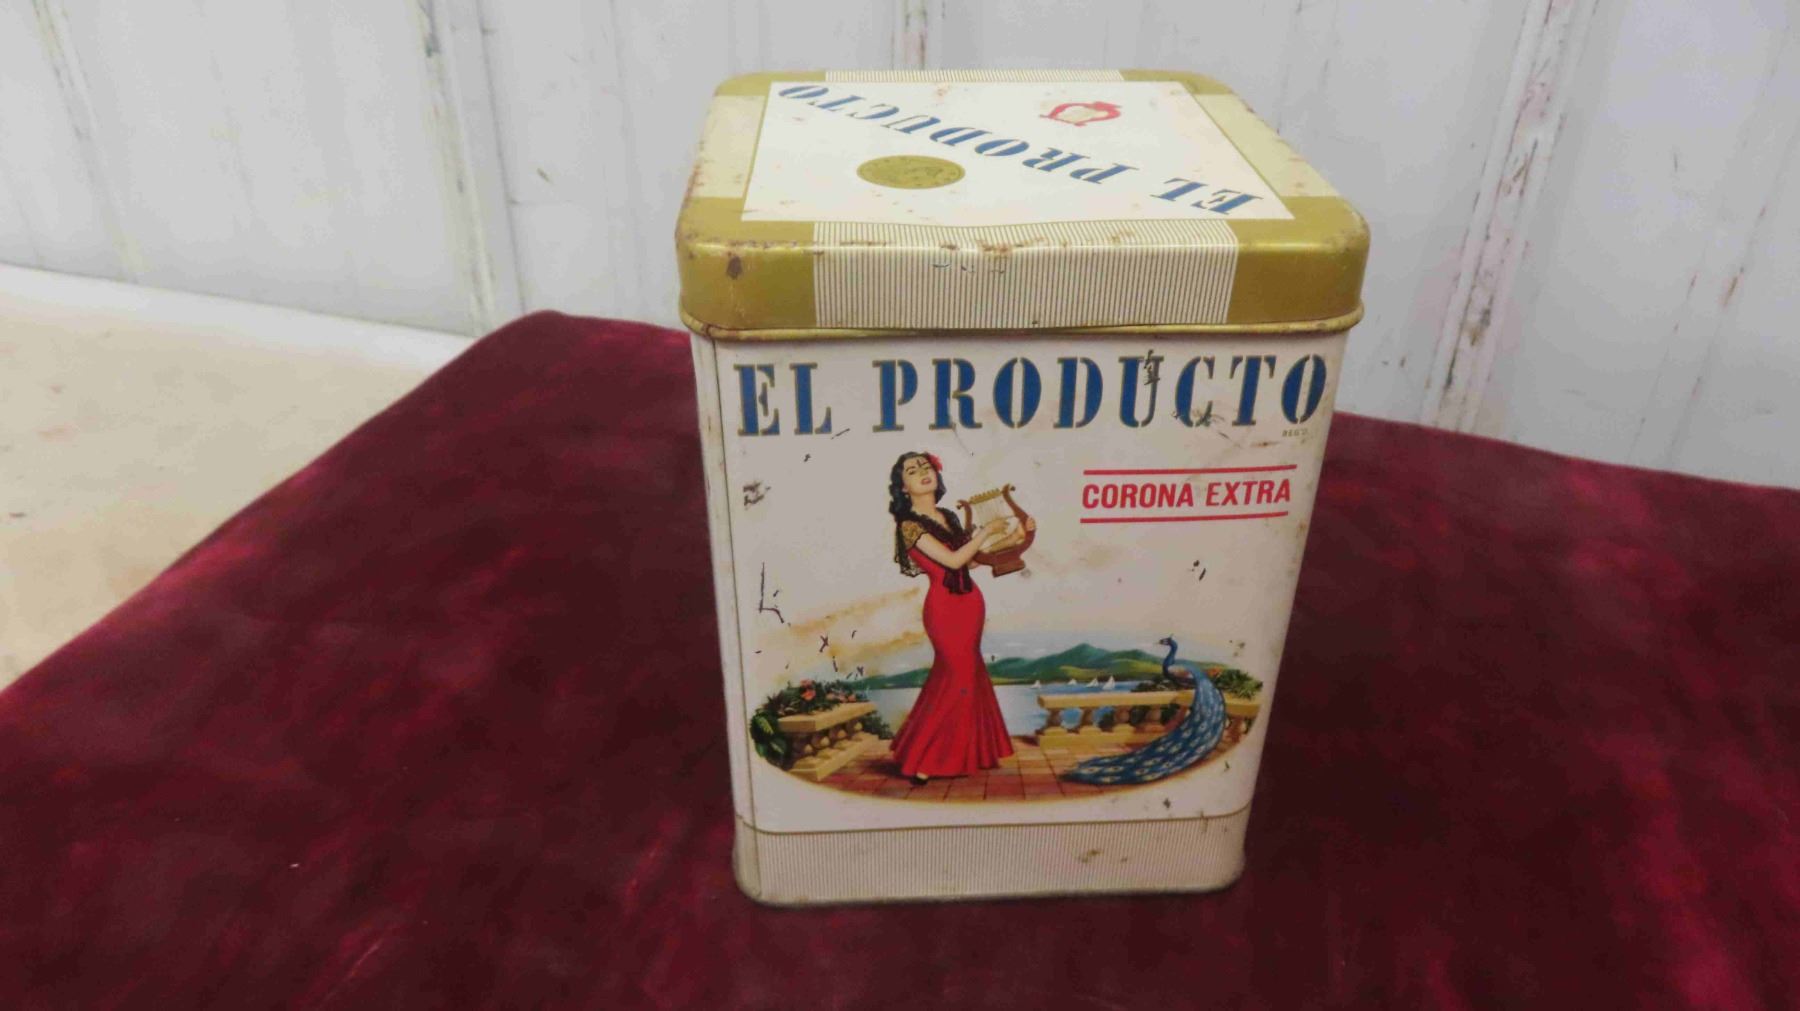 EL PRODUCTO
EL PRODUCTO
REG'D.
CORONA EXTRA